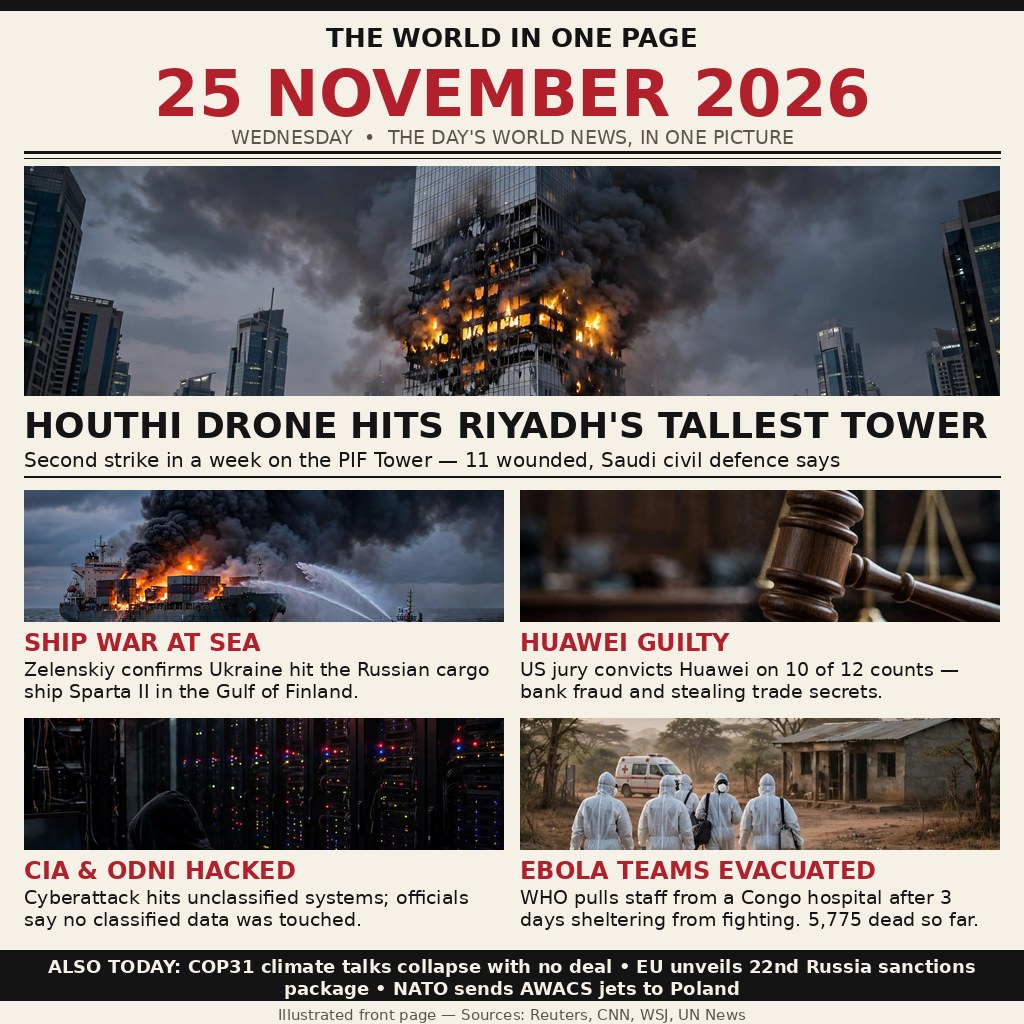 THE WORLD IN ONE PAGE
25 NOVEMBER 2026
WEDNESDAY • THE DAY'S WORLD NEWS, IN ONE PICTURE
HOUTHI DRONE HITS RIYADH'S TALLEST TOWER
Second strike in a week on the PIF Tower — 11 wounded, Saudi civil defence says
SHIP WAR AT SEA
Zelenskiy confirms Ukraine hit the Russian cargo
ship Sparta II in the Gulf of Finland.
HUAWEI GUILTY
US jury convicts Huawei on 10 of 12 counts —
bank fraud and stealing trade secrets.
CIA & ODNI HACKED
Cyberattack hits unclassified systems; officials
say no classified data was touched.
EBOLA TEAMS EVACUATED
WHO pulls staff from a Congo hospital after 3
days sheltering from fighting. 5,775 dead so far.
ALSO TODAY: COP31 climate talks collapse with no deal • EU unveils 22nd Russia sanctions
package • NATO sends AWACS jets to Poland
Illustrated front page — Sources: Reuters, CNN, WSJ, UN News